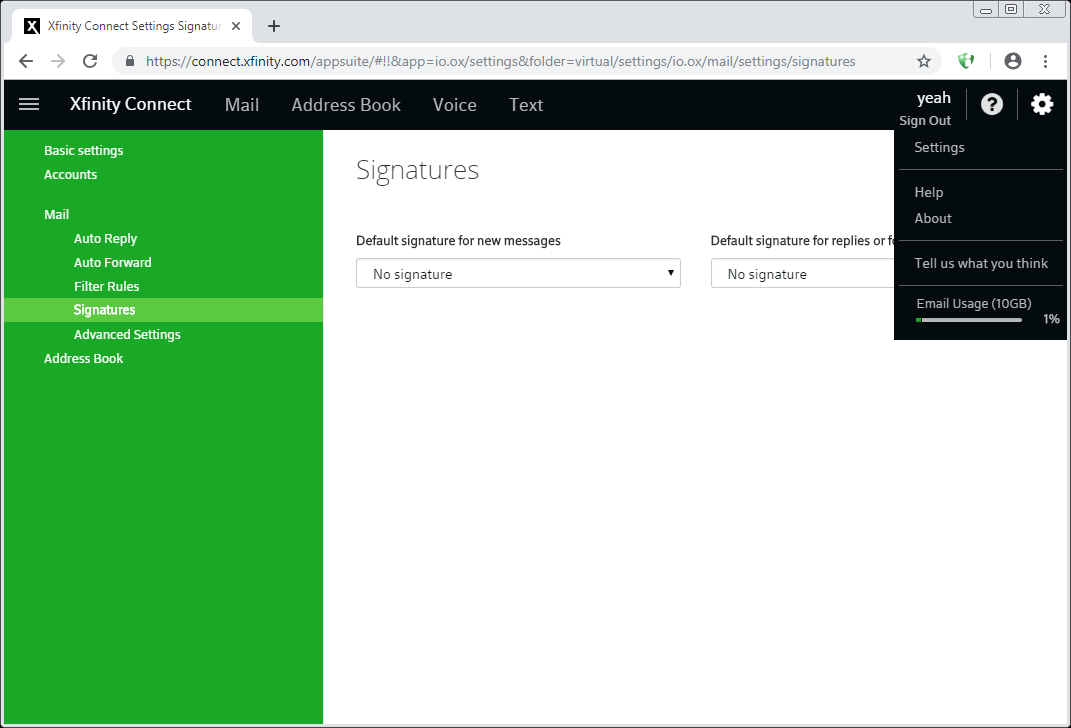 Xfinity Connect Settings Signatur
https://connect.xfinity.com/appsuite/#!!&app=io.ox/settings&folder=virtual/settings/io.ox/mail/settings/signatures
Xfinity Connect Mail Address Book Voice Text
yeah
Sign Out
Settings
Help
About
Tell us what you think
Email Usage (10GB)
1%
Basic settings
Accounts
Mail
Auto Reply
Auto Forward
Filter Rules
Signatures
Advanced Settings
Address Book
Signatures
Default signature for new messages
No signature
Default signature for replies or fo
No signature